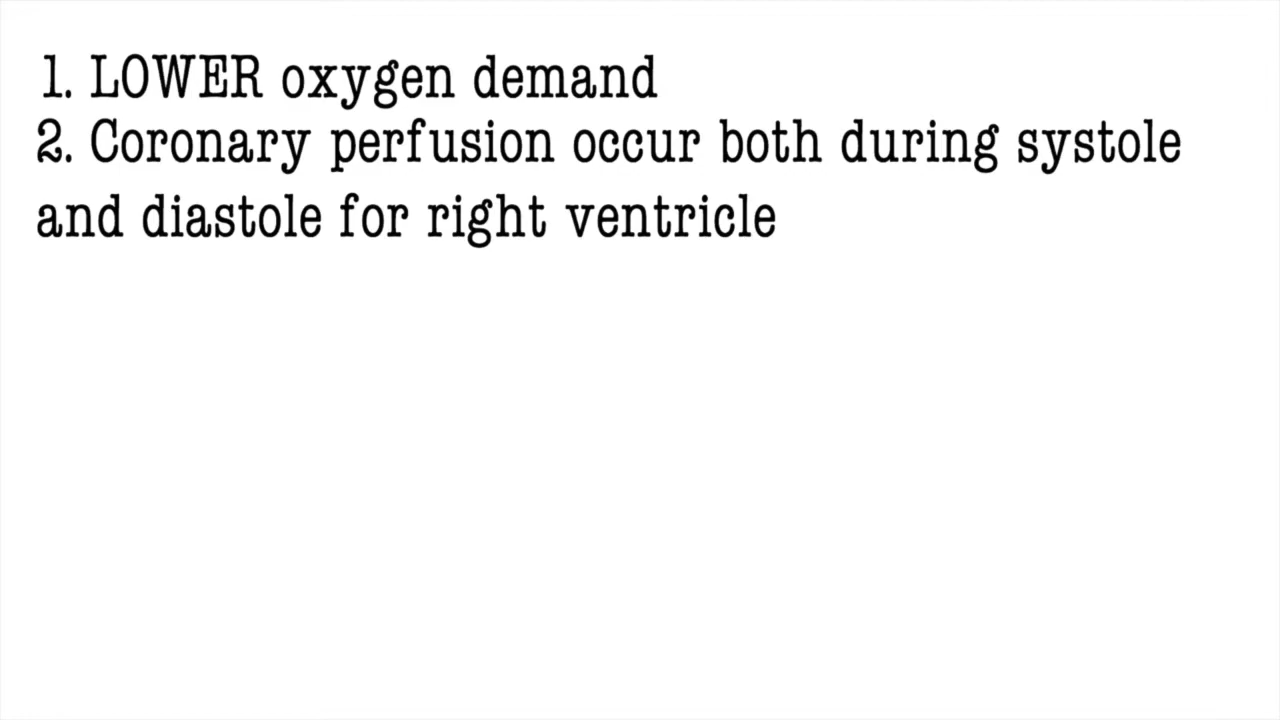 1. LOWER oxygen demand
2. Coronary perfusion occur both during systole
and diastole for right ventricle